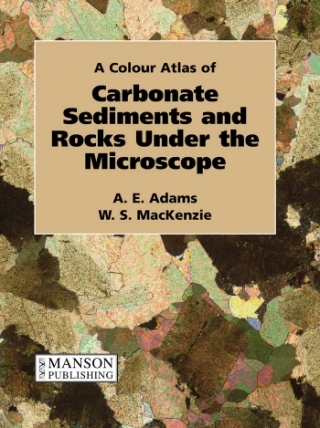 A Colour Atlas of
Carbonate
Sediments and
Rocks Under the
Microscope
A. E. Adams
W. S. MacKenzie
MANSON
PUBLISHING